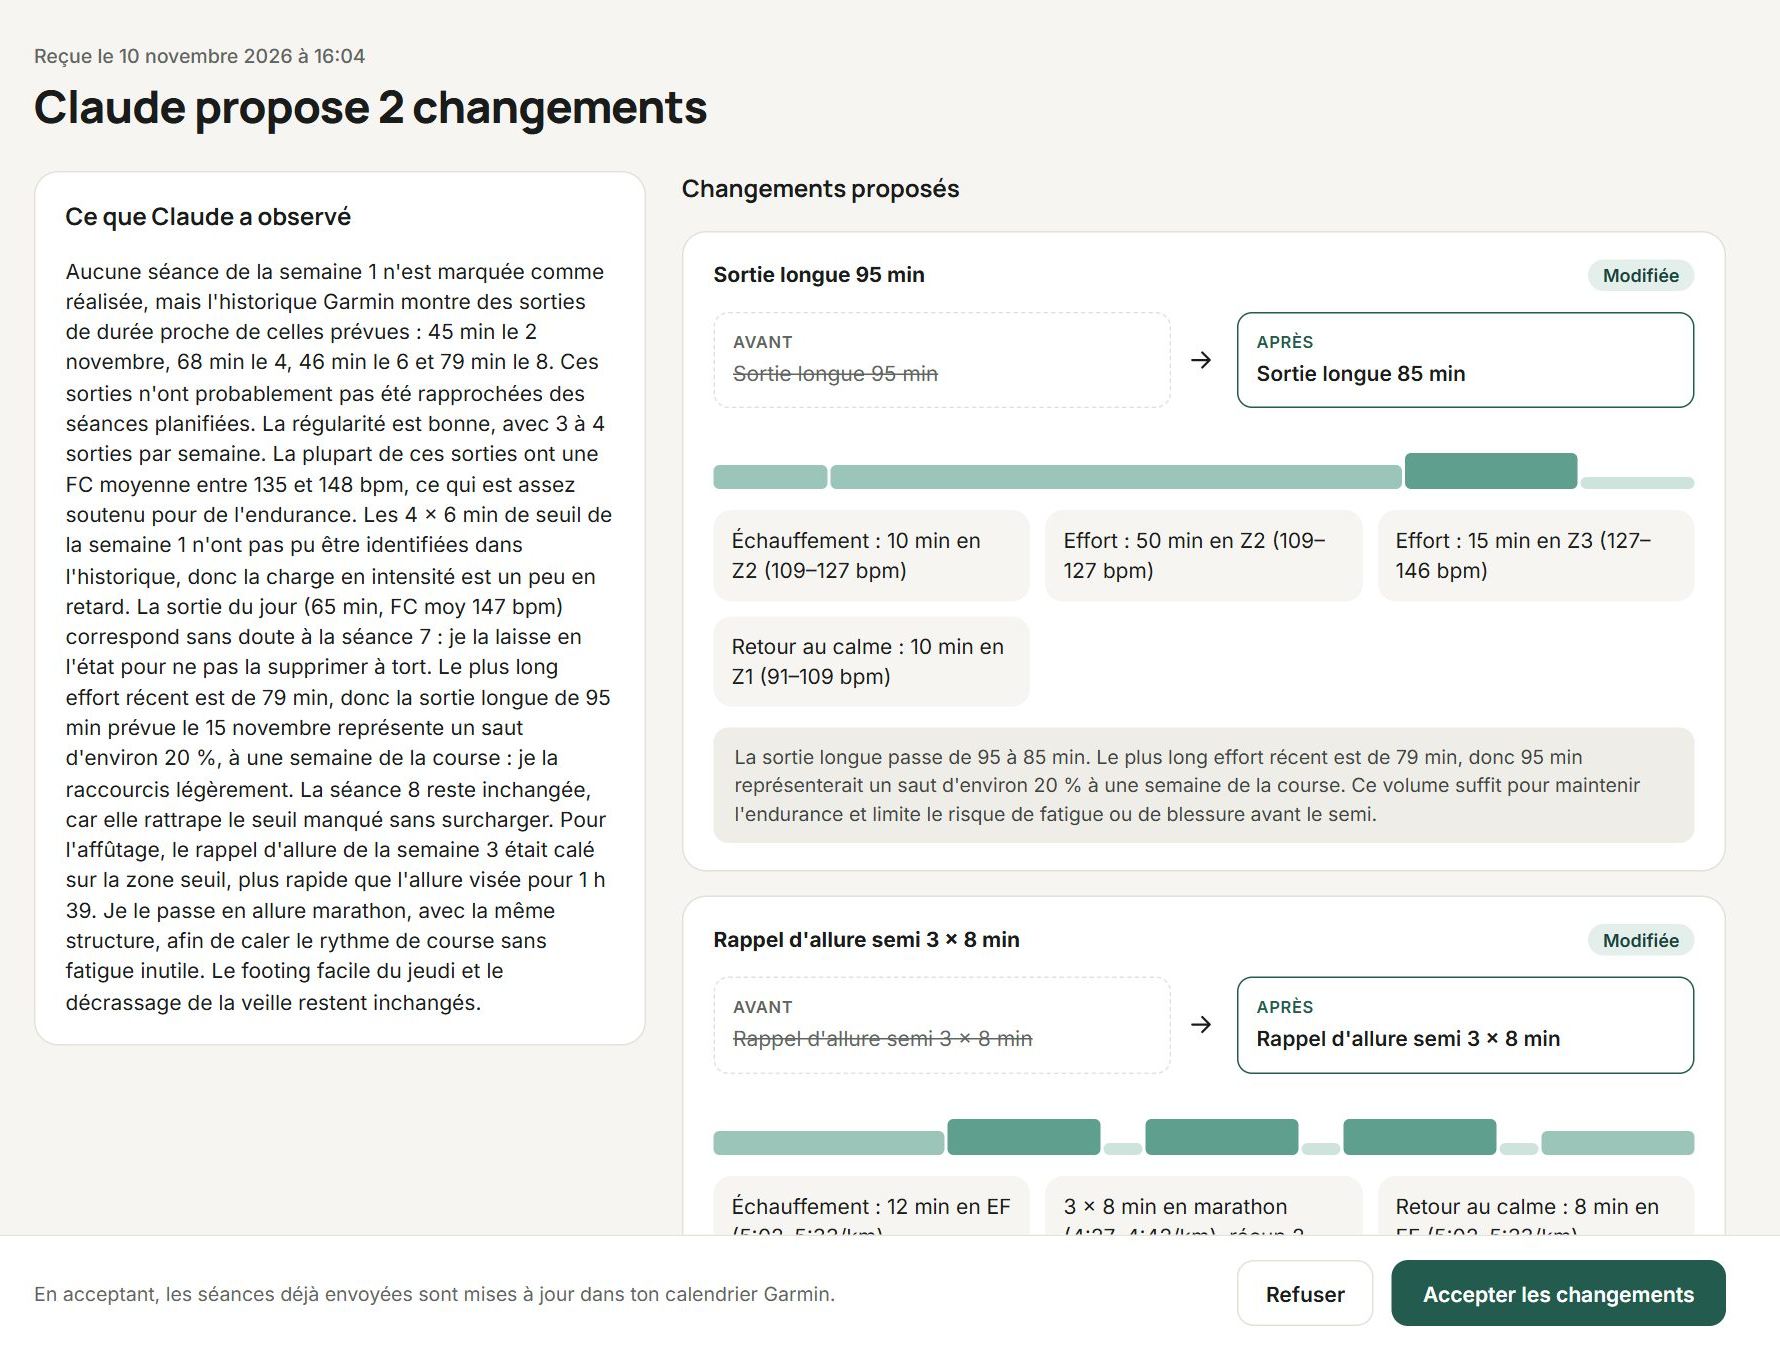 Reçue le 10 novembre 2026 à 16:04
Claude propose 2 changements
Ce que Claude a observé
Aucune séance de la semaine 1 n'est marquée comme
réalisée, mais l'historique Garmin montre des sorties
de durée proche de celles prévues : 45 min le 2
novembre, 68 min le 4, 46 min le 6 et 79 min le 8. Ces
sorties n'ont probablement pas été rapprochées des
séances planifiées. La régularité est bonne, avec 3 à 4
sorties par semaine. La plupart de ces sorties ont une
FC moyenne entre 135 et 148 bpm, ce qui est assez
soutenu pour de l'endurance. Les 4 × 6 min de seuil de
la semaine 1 n'ont pas pu être identifiées dans
l'historique, donc la charge en intensité est un peu en
retard. La sortie du jour (65 min, FC moy 147 bpm)
correspond sans doute à la séance 7 : je la laisse en
l'état pour ne pas la supprimer à tort. Le plus long
effort récent est de 79 min, donc la sortie longue de 95
min prévue le 15 novembre représente un saut
d'environ 20 %, à une semaine de la course : je la
raccourcis légèrement. La séance 8 reste inchangée,
car elle rattrape le seuil manqué sans surcharger. Pour
l'affûtage, le rappel d'allure de la semaine 3 était calé
sur la zone seuil, plus rapide que l'allure visée pour 1 h
39. Je le passe en allure marathon, avec la même
structure, afin de caler le rythme de course sans
fatigue inutile. Le footing facile du jeudi et le
décrassage de la veille restent inchangés.
Changements proposés
Sortie longue 95 min
Modifiée
AVANT
Sortie longue 95 min
→
APRÈS
Sortie longue 85 min
Échauffement : 10 min en
Z2 (109–127 bpm)
Effort : 50 min en Z2 (109–
127 bpm)
Effort : 15 min en Z3 (127–
146 bpm)
Retour au calme : 10 min en
Z1 (91–109 bpm)
La sortie longue passe de 95 à 85 min. Le plus long effort récent est de 79 min, donc 95 min
représenterait un saut d'environ 20 % à une semaine de la course. Ce volume suffit pour maintenir
l'endurance et limite le risque de fatigue ou de blessure avant le semi.
Rappel d'allure semi 3 × 8 min
Modifiée
AVANT
Rappel d'allure semi 3 × 8 min
→
APRÈS
Rappel d'allure semi 3 × 8 min
Échauffement : 12 min en EF
3 × 8 min en marathon
Retour au calme : 8 min en
En acceptant, les séances déjà envoyées sont mises à jour dans ton calendrier Garmin.
Refuser
Accepter les changements